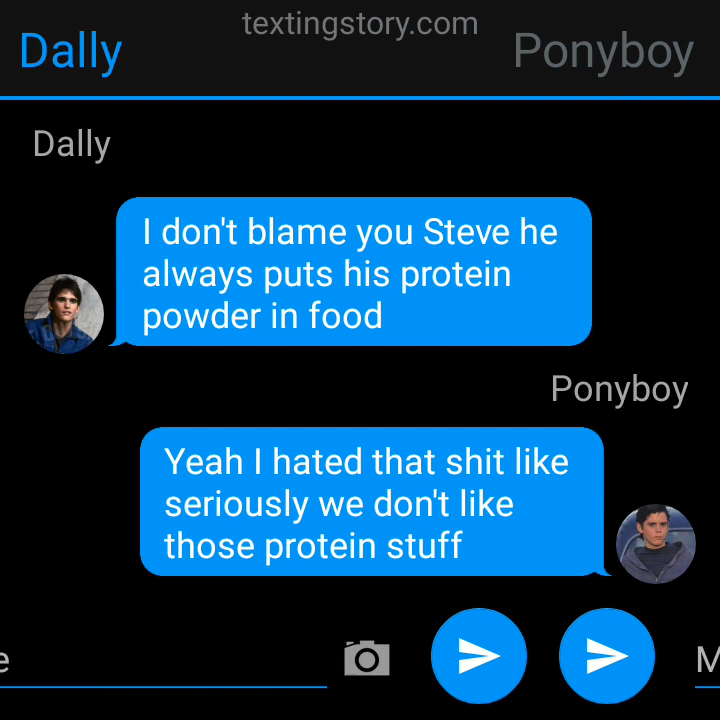 textingstory.com
Dally
Ponyboy
Dally
I don't blame you Steve he
always puts his protein
powder in food
Ponyboy
Yeah I hated that shit like
seriously we don't like
those protein stuff
e
M